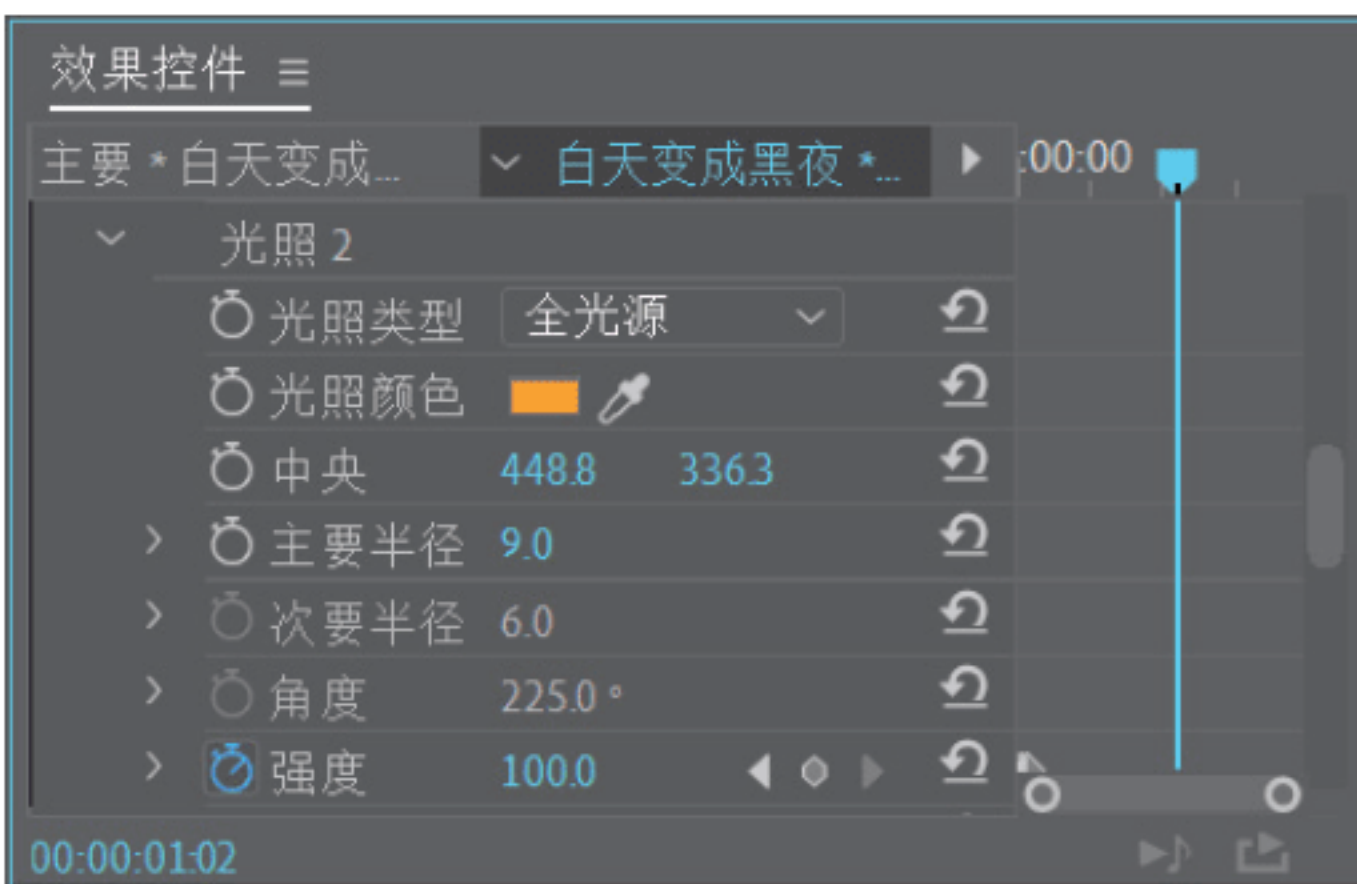 效果控件
主要 * 白天变成... 白天变成黑夜 *... :00:00
光照 2
光照类型 全光源
光照颜色
中央 448.8 336.3
主要半径 9.0
次要半径 6.0
角度 225.0 °
强度 100.0
00:00:01:02